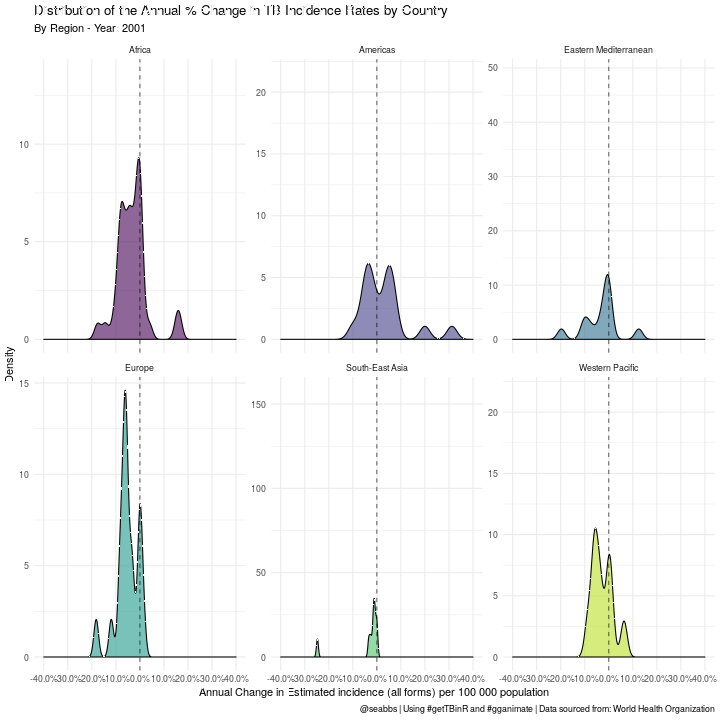 Distribution of the Annual % Change in TB Incidence Rates by Country
By Region - Year: 2001
Africa
Americas
Eastern Mediterranean
10
5
0
20
15
10
5
0
50
40
30
20
10
0
Density
Europe
South-East Asia
Western Pacific
15
10
5
0
150
100
50
0
20
15
10
5
0
-40.0%-30.0%-20.0%-10.0%0.0%10.0%20.0%30.0%40.0%
-40.0%-30.0%-20.0%-10.0%0.0%10.0%20.0%30.0%40.0%
-40.0%-30.0%-20.0%-10.0%0.0%10.0%20.0%30.0%40.0%
Annual Change in Estimated incidence (all forms) per 100 000 population
@seabbs | Using #getTBinR and #gganimate | Data sourced from: World Health Organization